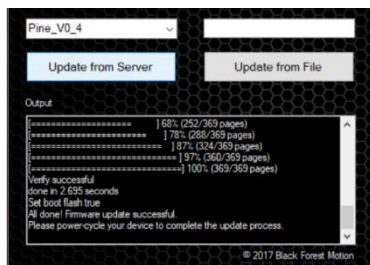 Pine_V0_4
Update from Server
Update from File
Output
[==================== ] 68% (252/369 pages)
[======================= ] 78% (288/369 pages)
[========================== ] 87% (324/369 pages)
[============================= ] 97% (360/369 pages)
[==============================] 100% (369/369 pages)
Verify successful
done in 2.695 seconds
Set boot flash true
All done! Firmware update successful.
Please power-cycle your device to complete the update process.
© 2017 Black Forest Motion